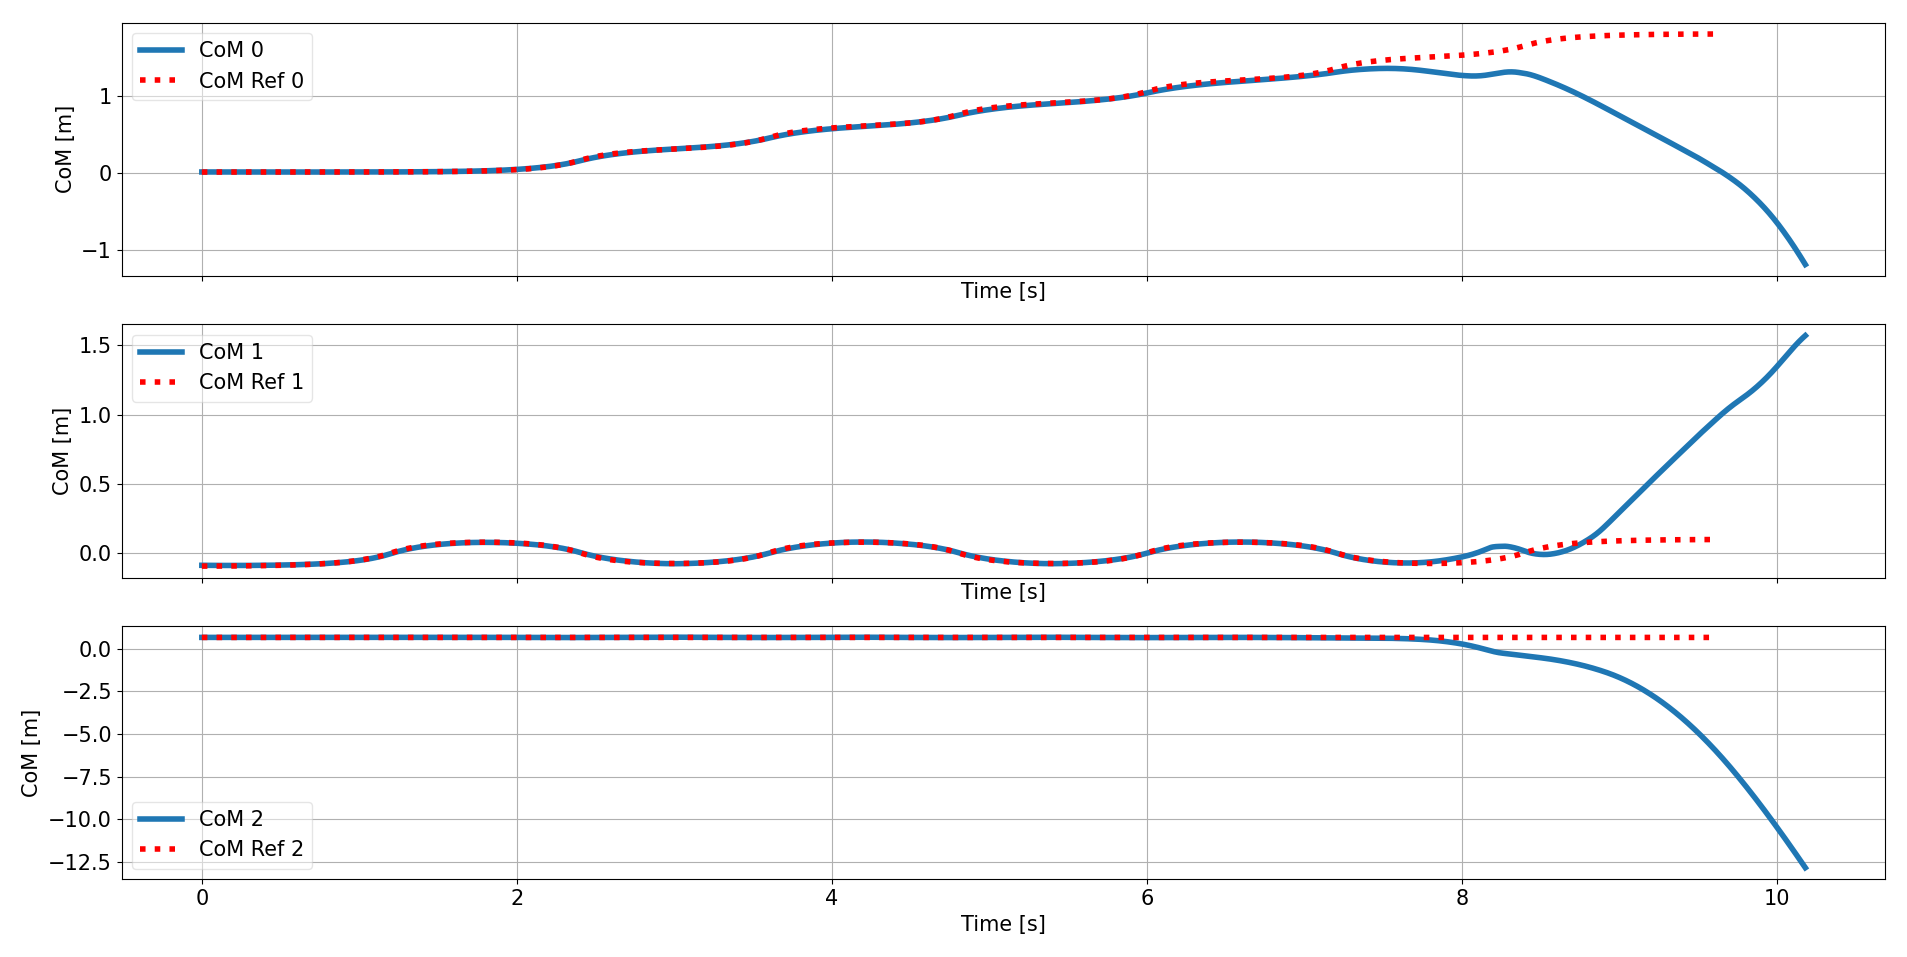 CoM 0
CoM Ref 0
CoM [m]
1
0
−1
Time [s]
CoM 1
CoM Ref 1
CoM [m]
1.5
1.0
0.5
0.0
Time [s]
CoM 2
CoM Ref 2
CoM [m]
0.0
−2.5
−5.0
−7.5
−10.0
−12.5
0 2 4 6 8 10
Time [s]